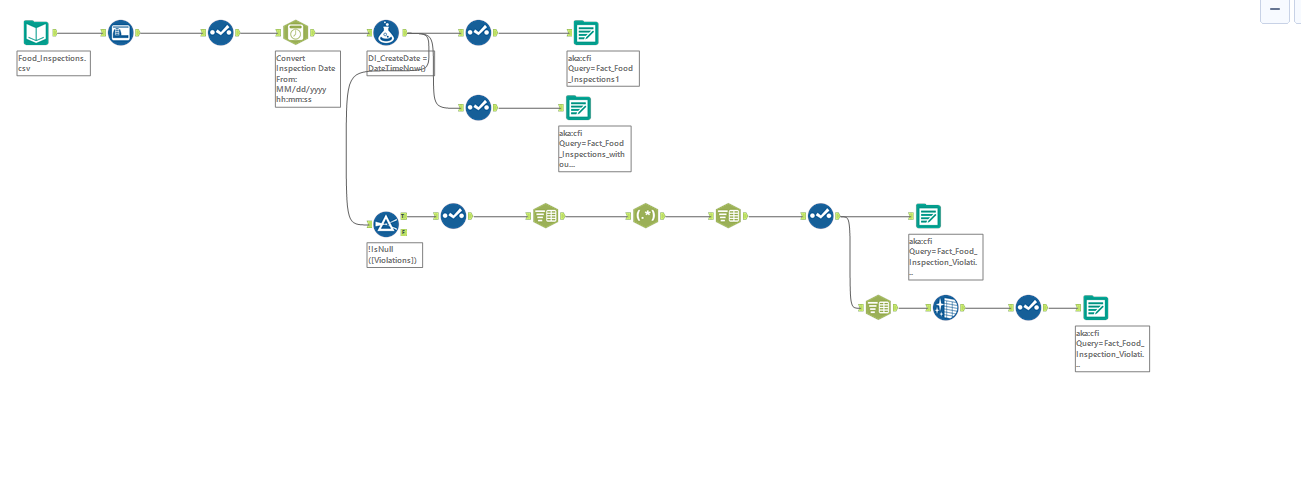 Food_Inspections.
csv
Convert
Inspection Date
From:
MM/dd/yyyy
hh:mm:ss
DI_CreateDate =
DateTimeNow()
aka:cfi
Query=Fact_Food
_Inspections1
aka:cfi
Query=Fact_Food
_Inspections_with
ou...
T
F
!IsNull
([Violations])
(.*)
aka:cfi
Query=Fact_Food_
Inspection_Violati.
..
aka:cfi
Query=Fact_Food_
Inspection_Violati.
..